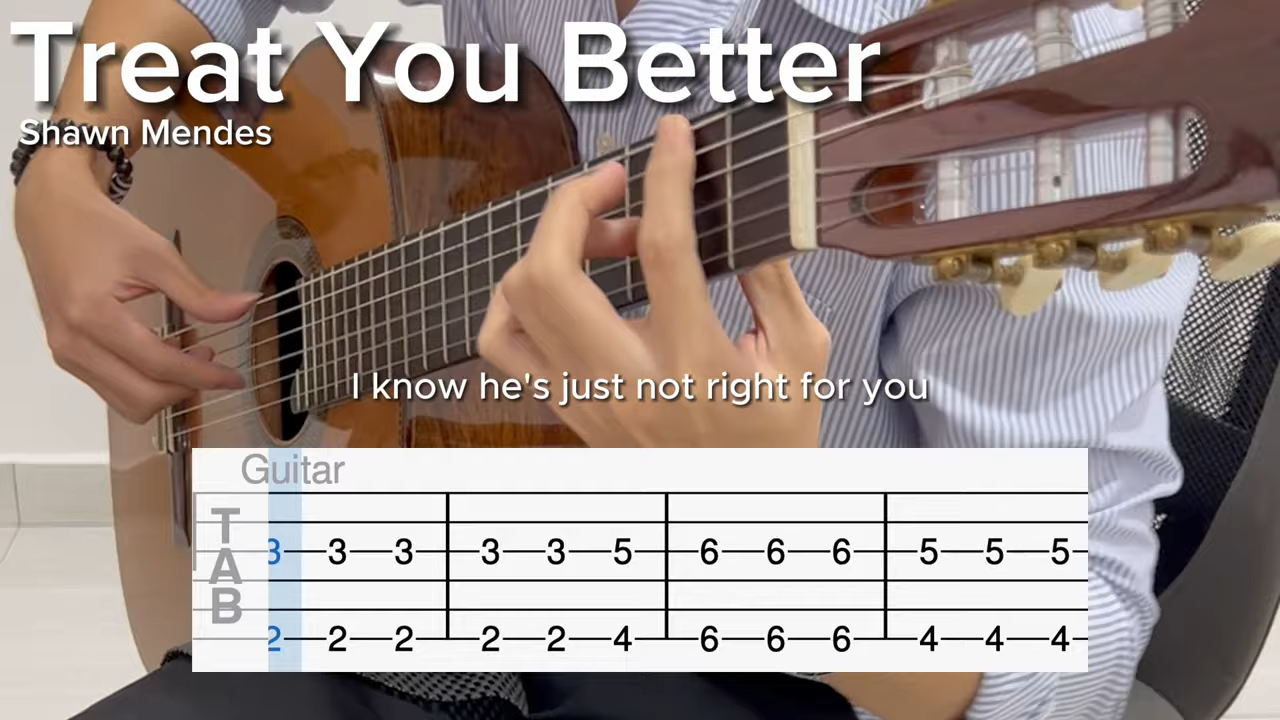 Treat You Better
Shawn Mendes
I know he's just not right for you
Guitar
T
3 3 3 3 3 5 6 6 6 5 5 5
A
B
2 2 2 2 2 4 6 6 6 4 4 4